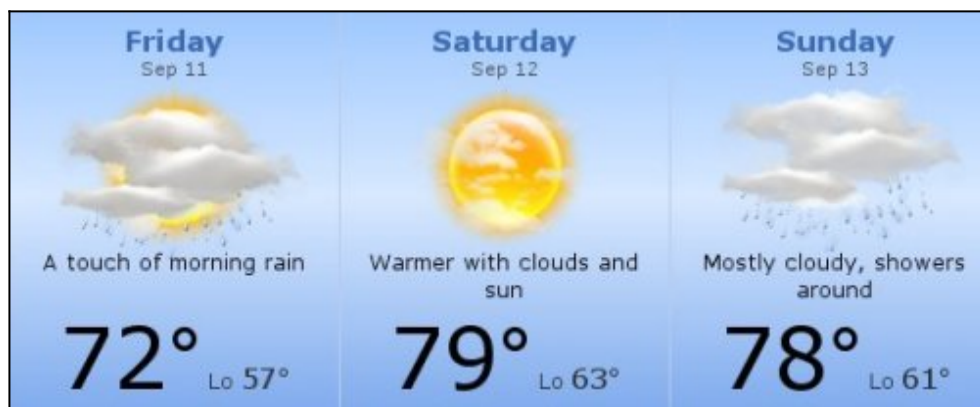 Friday
Sep 11
A touch of morning rain
72° Lo 57°
Saturday
Sep 12
Warmer with clouds and
sun
79° Lo 63°
Sunday
Sep 13
Mostly cloudy, showers
around
78° Lo 61°